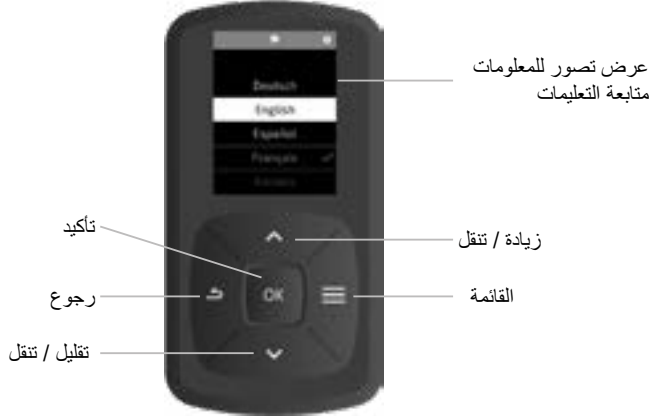 عرض تصور للمعلومات
متابعة التعليمات
Deutsch
English
Español
Français
تأكيد
زيادة / تنقل
رجوع
OK
القائمة
تقليل / تنقل